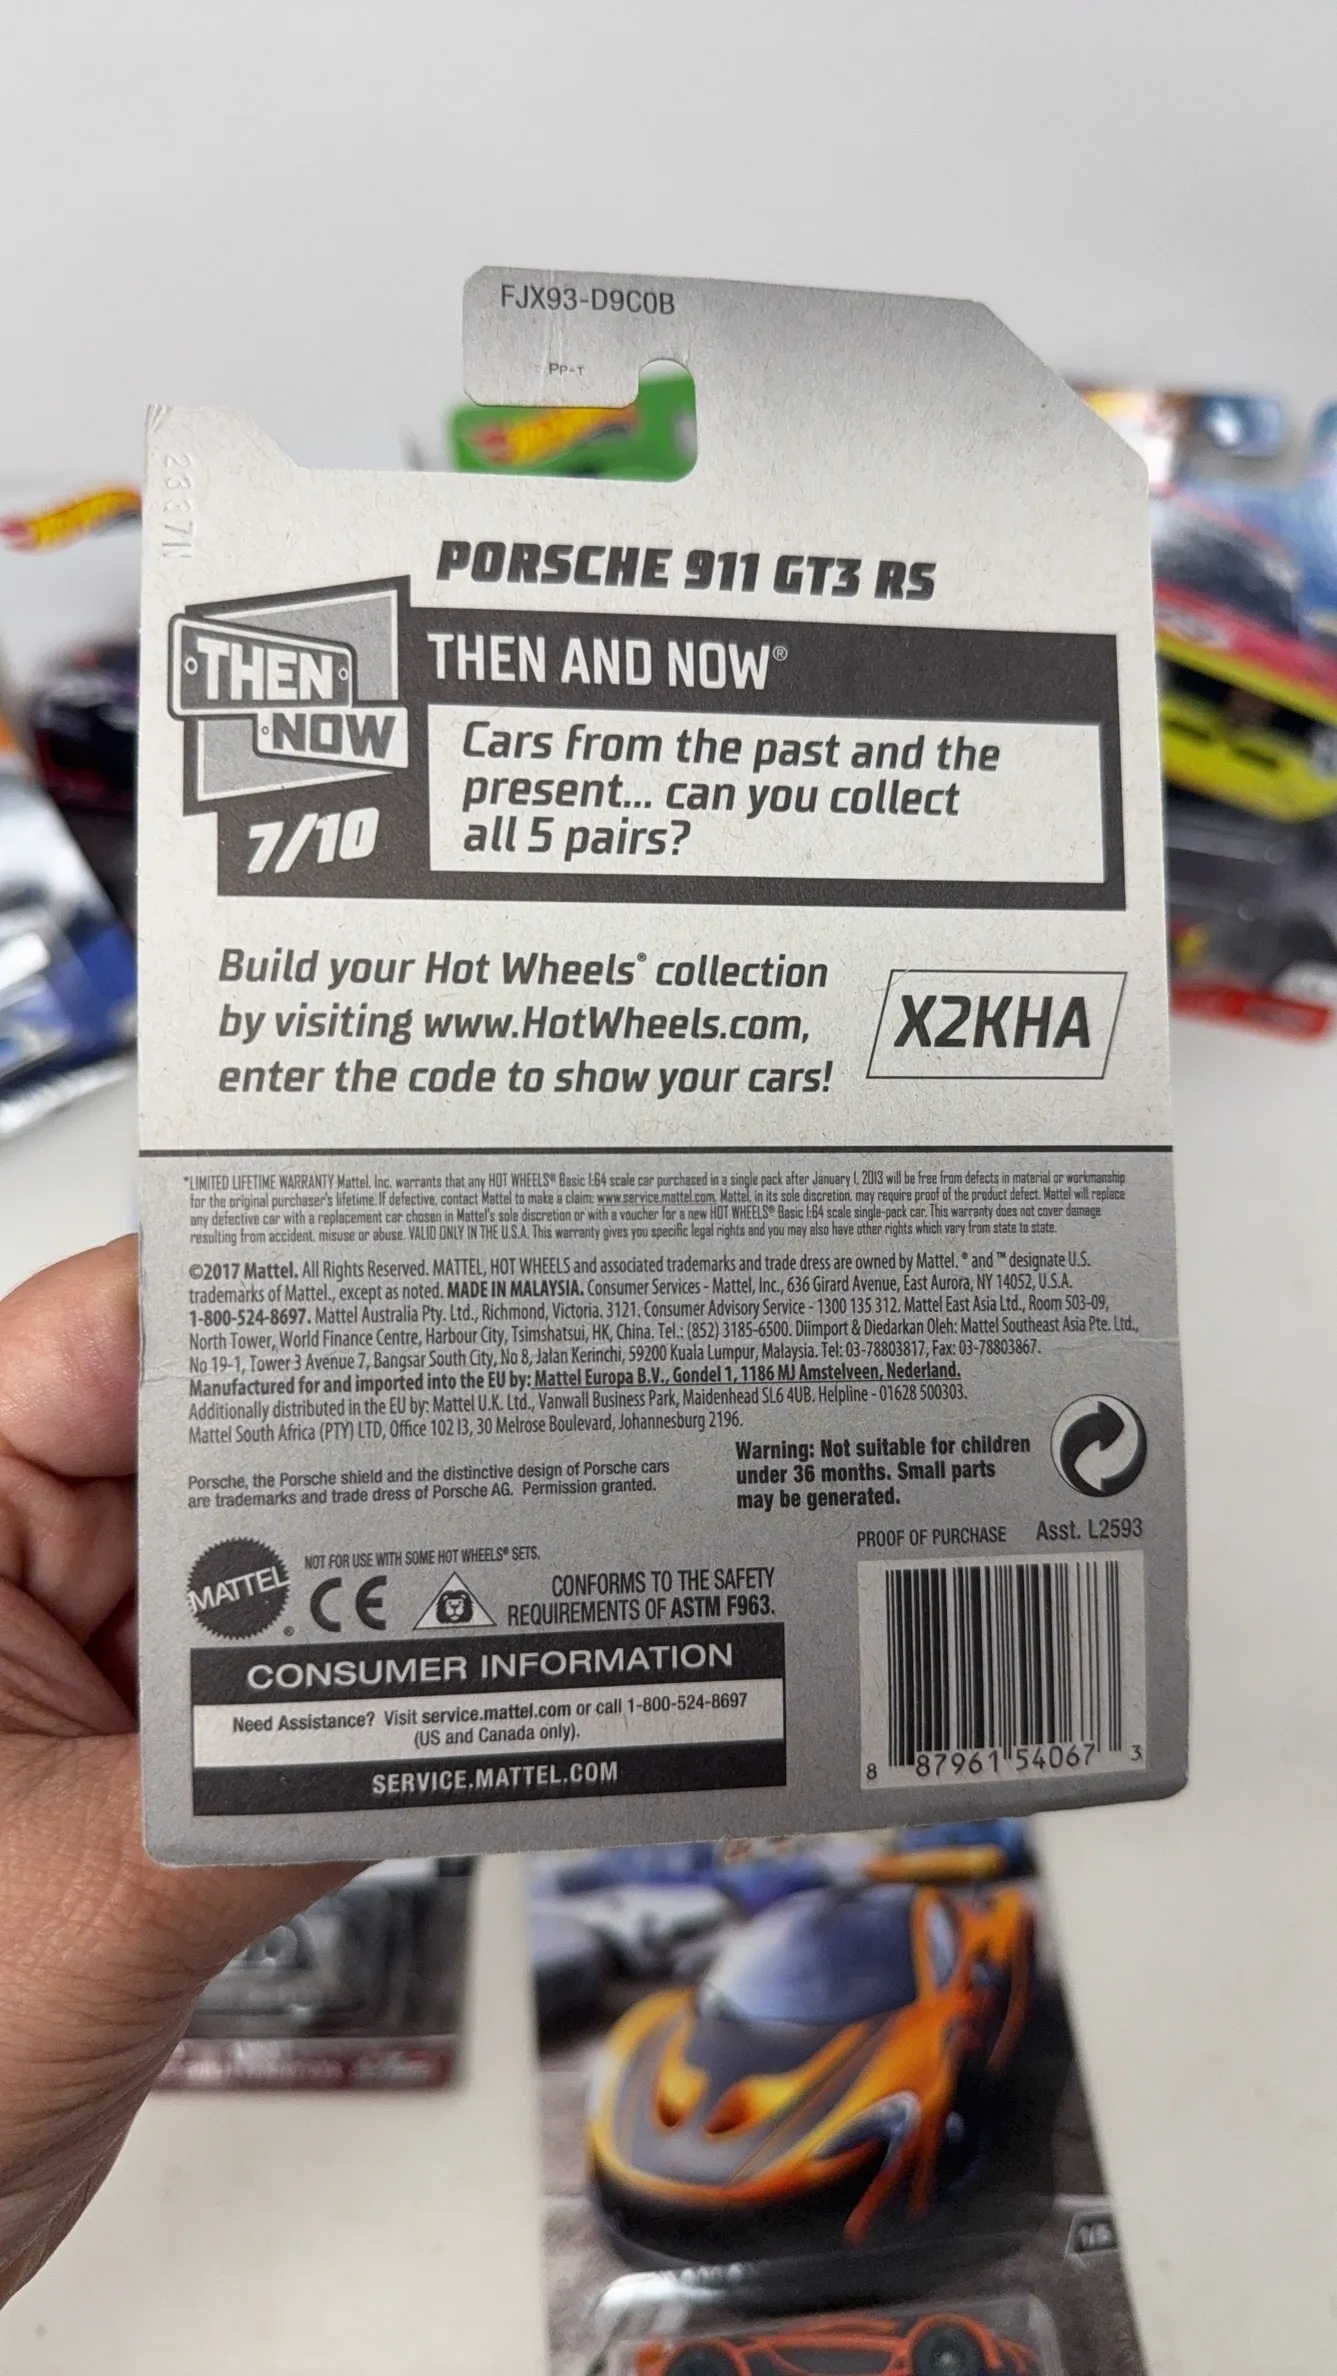 FJX93-D9C0B
PP-T
2337N
PORSCHE 911 GT3 RS
THEN
NOW
7/10
THEN AND NOW®
Cars from the past and the
present... can you collect
all 5 pairs?
Build your Hot Wheels® collection
by visiting www.HotWheels.com,
enter the code to show your cars!
X2KHA
*LIMITED LIFETIME WARRANTY Mattel, Inc. warrants that any HOT WHEELS® Basic 1:64 scale car purchased in a single pack after January 1, 2013 will be free from defects in material or workmanship
for the original purchaser's lifetime. If defective, contact Mattel to make a claim: www.service.mattel.com. Mattel, in its sole discretion, may require proof of the product defect. Mattel will replace
any defective car with a replacement car chosen in Mattel's sole discretion or with a voucher for a new HOT WHEELS® Basic 1:64 scale single-pack car. This warranty does not cover damage
resulting from accident, misuse or abuse. VALID ONLY IN THE U.S.A. This warranty gives you specific legal rights and you may also have other rights which vary from state to state.
©2017 Mattel. All Rights Reserved. MATTEL, HOT WHEELS and associated trademarks and trade dress are owned by Mattel. ® and ™ designate U.S.
trademarks of Mattel., except as noted. MADE IN MALAYSIA. Consumer Services - Mattel, Inc., 636 Girard Avenue, East Aurora, NY 14052, U.S.A.
1-800-524-8697. Mattel Australia Pty. Ltd., Richmond, Victoria. 3121. Consumer Advisory Service - 1300 135 312. Mattel East Asia Ltd., Room 503-09,
North Tower, World Finance Centre, Harbour City, Tsimshatsui, HK, China. Tel.: (852) 3185-6500. Diimport & Diedarkan Oleh: Mattel Southeast Asia Pte. Ltd.,
No 19-1, Tower 3 Avenue 7, Bangsar South City, No 8, Jalan Kerinchi, 59200 Kuala Lumpur, Malaysia. Tel: 03-78803817, Fax: 03-78803867.
Manufactured for and imported into the EU by: Mattel Europa B.V., Gondel 1, 1186 MJ Amstelveen, Nederland.
Additionally distributed in the EU by: Mattel U.K. Ltd., Vanwall Business Park, Maidenhead SL6 4UB. Helpline - 01628 500303.
Mattel South Africa (PTY) LTD, Office 102 I3, 30 Melrose Boulevard, Johannesburg 2196.
Porsche, the Porsche shield and the distinctive design of Porsche cars
are trademarks and trade dress of Porsche AG. Permission granted.
Warning: Not suitable for children
under 36 months. Small parts
may be generated.
PROOF OF PURCHASE Asst. L2593
MATTEL®
NOT FOR USE WITH SOME HOT WHEELS® SETS.
CE
CONFORMS TO THE SAFETY
REQUIREMENTS OF ASTM F963.
CONSUMER INFORMATION
Need Assistance? Visit service.mattel.com or call 1-800-524-8697
(US and Canada only).
SERVICE.MATTEL.COM
8 87961 54067 3
1/5